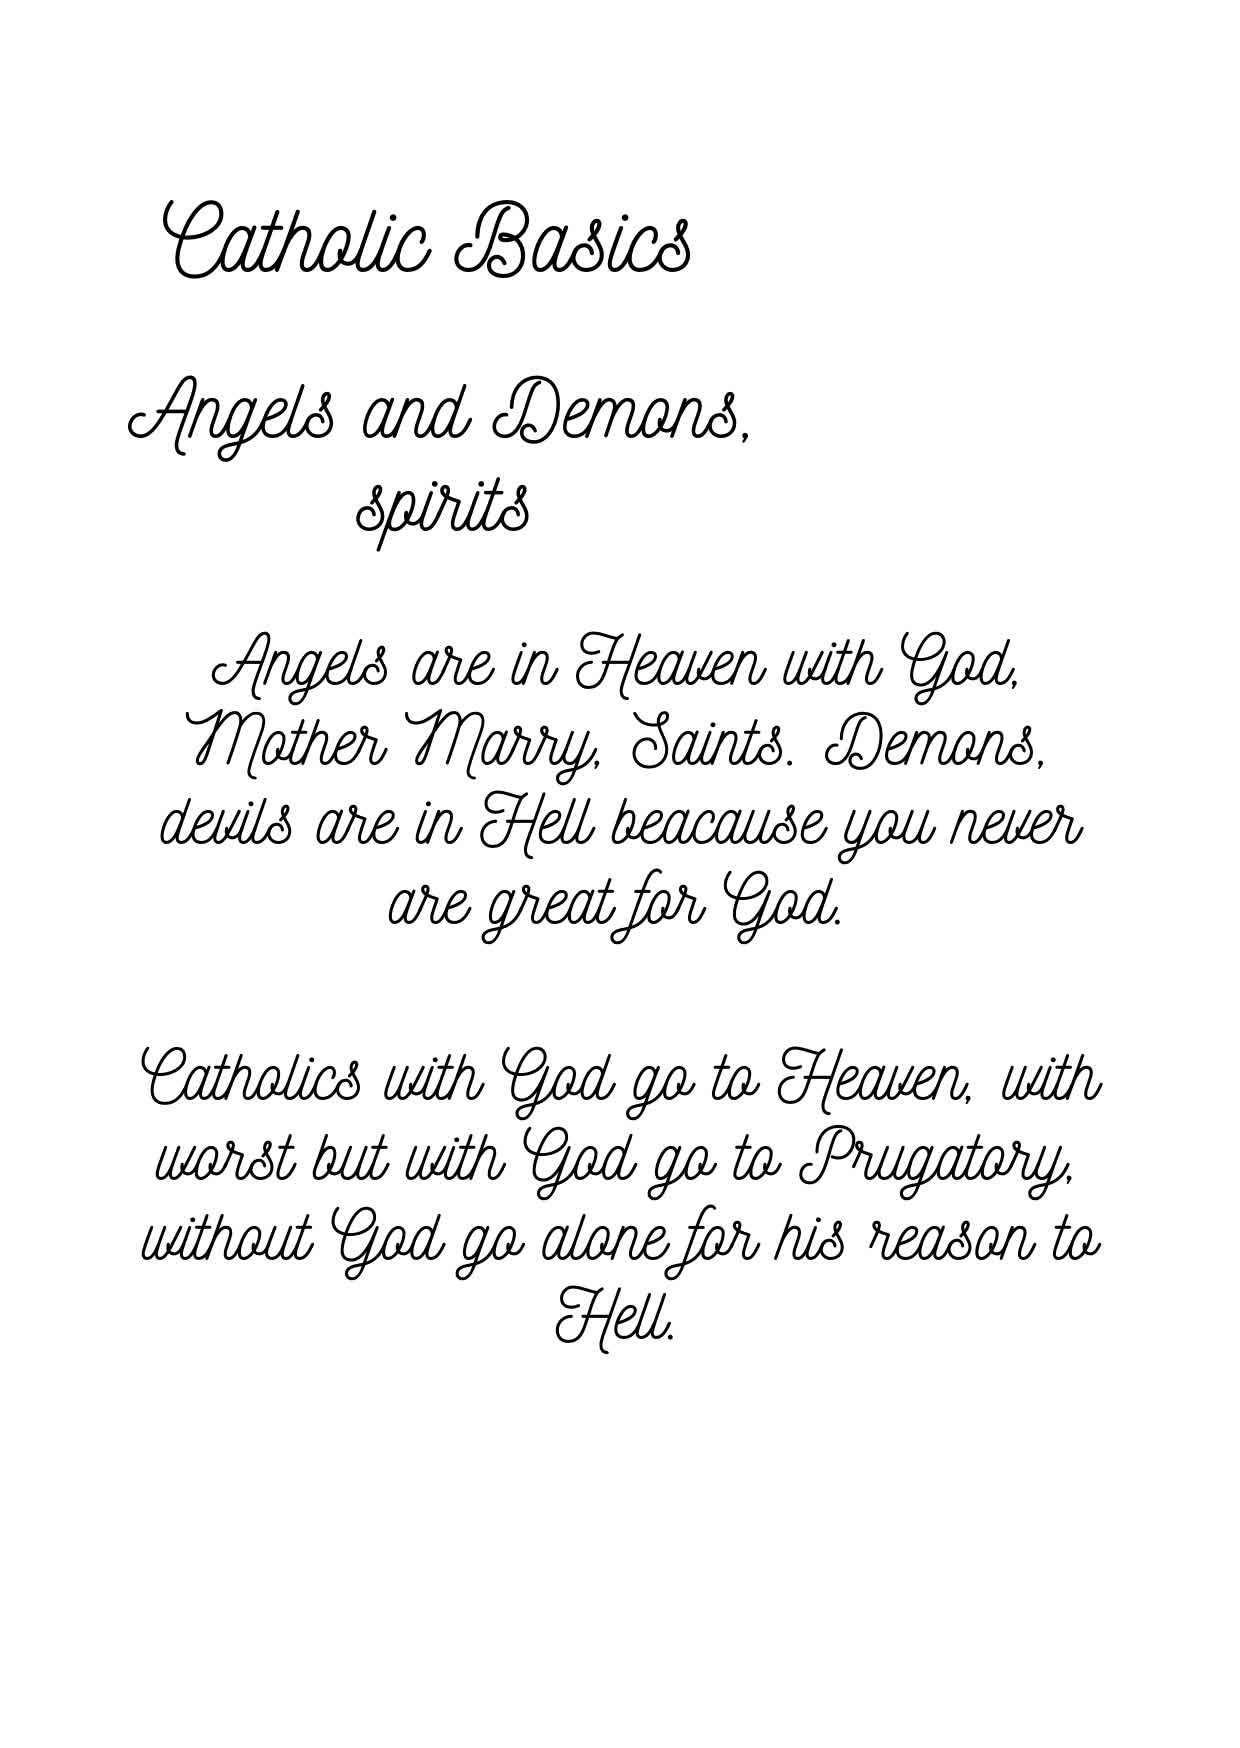 Catholic Basics
Angels and Demons,
spirits
Angels are in Heaven with God,
Mother Marry, Saints. Demons,
devils are in Hell beacause you never
are great for God.
Catholics with God go to Heaven, with
worst but with God go to Prugatory,
without God go alone for his reason to
Hell.